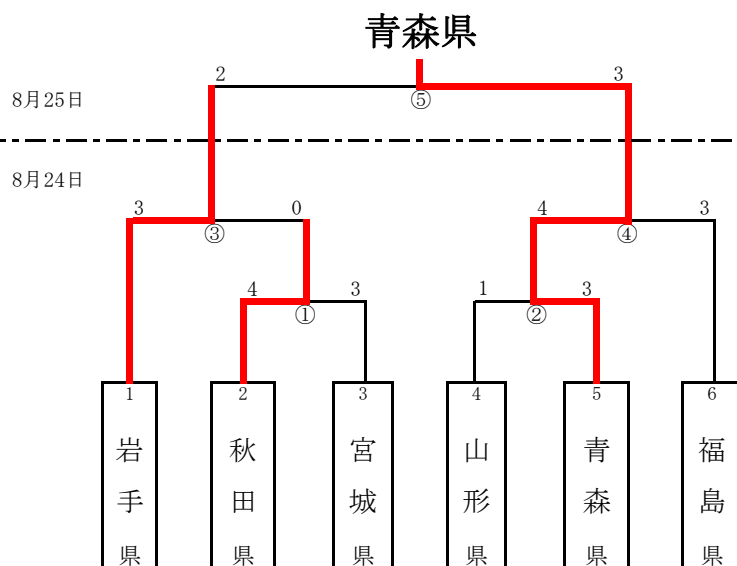 青森県
2 3
⑤
8月25日
8月24日
3 0 4 3
③ ④
4 3 1 3
① ②
1 2 3 4 5 6
岩手県
秋田県
宮城県
山形県
青森県
福島県